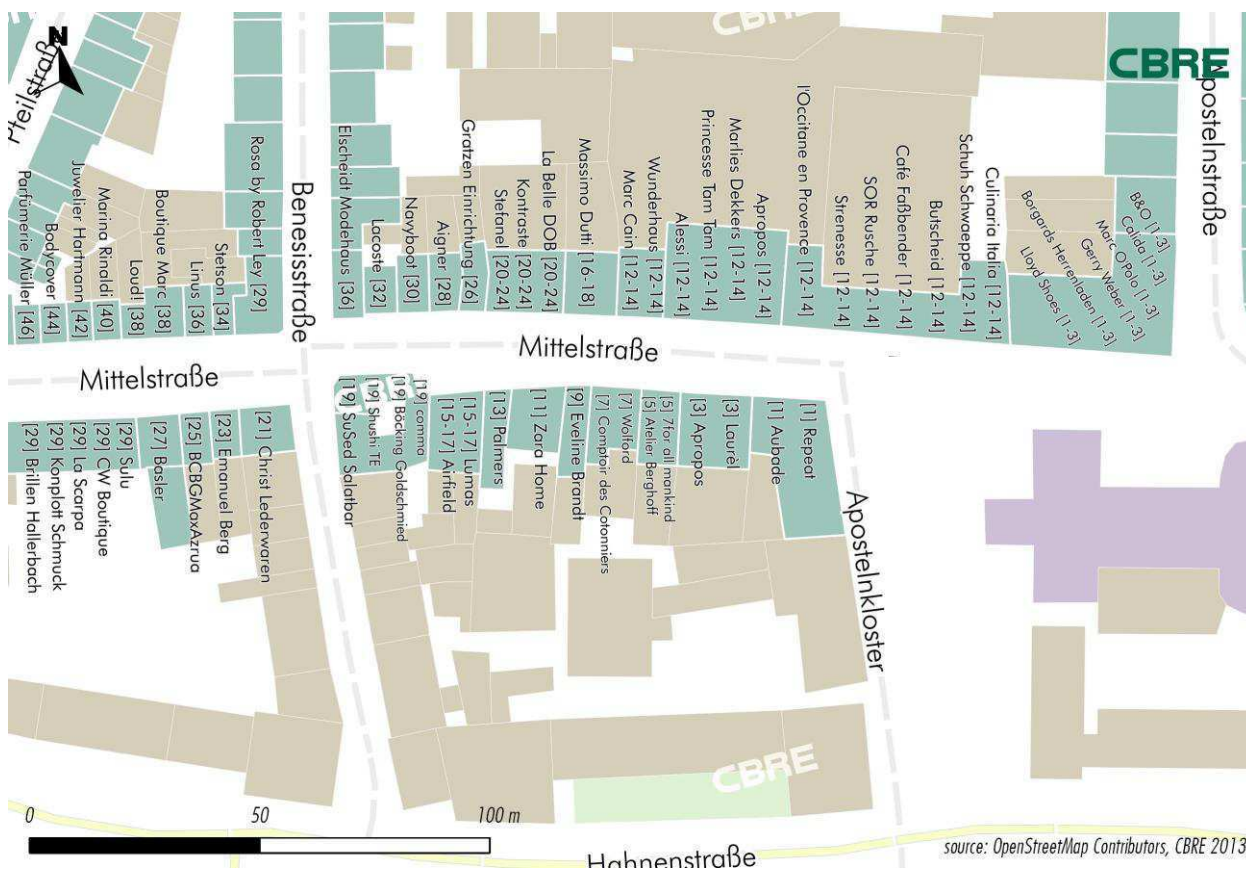 N
Pfeilstraß
CBRE
CBRE
Apostelnstraße
Parfümerie Müller [46]
Bodycover [44]
Juwelier Hartmann [42]
Marina Rinaldi [40]
Loud! [38]
Boutique Marc [38]
Linus [36]
Stetson [34]
Rosa by Robert Ley [29]
Benesisstraße
Elscheidt Modehaus [36]
Lacoste [32]
Navyboot [30]
Aigner [28]
Gratzen Einrichtung [26]
Stefanel [20-24]
Kontraste [20-24]
La Belle DOB [20-24]
Massimo Dutti [16-18]
Marc Cain [12-14]
Wunderhaus [12-14]
Alessi [12-14]
Princesse Tam Tam [12-14]
Marlies Dekkers [12-14]
Apropos [12-14]
l'Occitane en Provence [12-14]
Strenesse [12-14]
SOR Rusche [12-14]
Café Faßbender [12-14]
Butscheid [12-14]
Schuh Schwaeppe [12-14]
Culinaria Italia [12-14]
Lloyd Shoes [1-3]
Borgards Herrenloden [1-3]
Gerry Weber [1-3]
Marc OPolo [1-3]
Calida [1-3]
B&O [1-3]
Mittelstraße
Mittelstraße
[29] Brillen Hallerbach
[29] Konplott Schmuck
[29] La Scarpa
[29] CW Boutique
[29] Sulu
[27] Basler
[25] BCBGMaxAzrua
[23] Emanuel Berg
[21] Christ Lederwaren
CBRE
[19] SuSed Salatbar
[19] Shushi TE
[19] Böcking Goldschmied
[19] comma
[15-17] Airfield
[15-17] Lumas
[13] Palmers
[11] Zara Home
[9] Eveline Brandt
[7] Comptoir des Cotonniers
[7] Wolford
[5] Atelier Berghoff
[5] 7for all mankind
[3] Apropos
[3] Laurèl
[1] Aubade
[1] Repeat
Apostelnkloster
CBRE
0 50 100 m
Hahnenstraße
source: OpenStreetMap Contributors, CBRE 2013